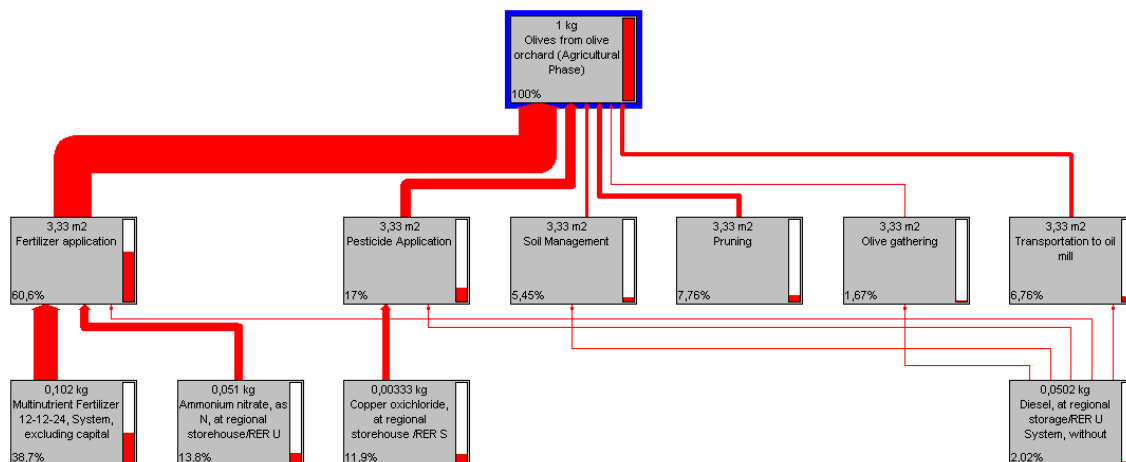 1 kg
Olives from olive
orchard (Agricultural
Phase)
100%
3,33 m2
Fertilizer application
60,6%
3,33 m2
Pesticide Application
17%
3,33 m2
Soil Management
5,45%
3,33 m2
Pruning
7,76%
3,33 m2
Olive gathering
1,67%
3,33 m2
Transportation to oil
mill
6,76%
0,102 kg
Multinutrient Fertilizer
12-12-24, System,
excluding capital
38,7%
0,051 kg
Ammonium nitrate, as
N, at regional
storehouse/RER U
13,8%
0,00333 kg
Copper oxichloride,
at regional
storehouse /RER S
11,9%
0,0502 kg
Diesel, at regional
storage/RER U
System, without
2,02%